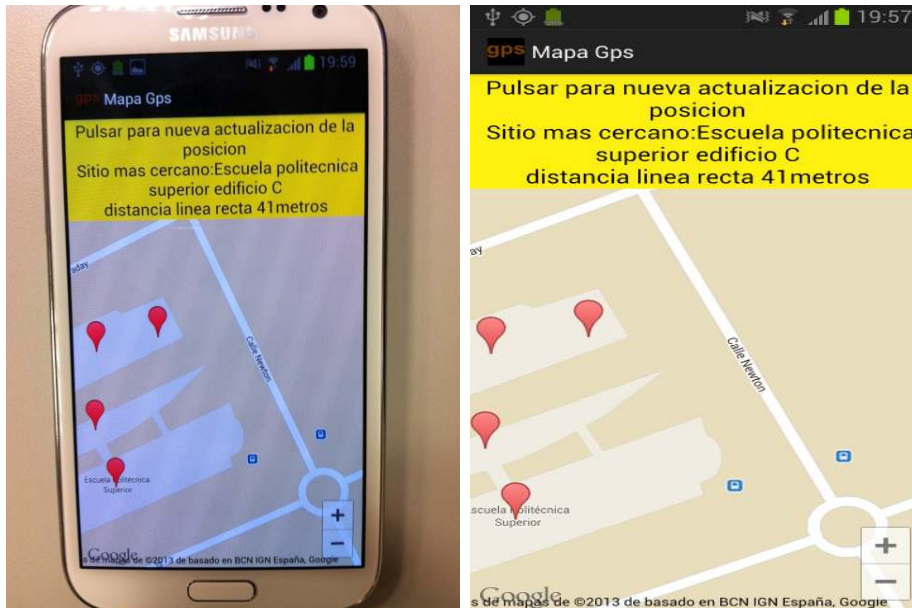 SAMSUNG
19:59
gps Mapa Gps
Pulsar para nueva actualizacion de la
posicion
Sitio mas cercano:Escuela politecnica
superior edificio C
distancia linea recta 41metros
aday
Calle Newton
Escuela Politécnica
Superior
+
−
Google
s de mapas de ©2013 de basado en BCN IGN España, Google
19:57
gps Mapa Gps
Pulsar para nueva actualizacion de la
posicion
Sitio mas cercano:Escuela politecnica
superior edificio C
distancia linea recta 41metros
ay
Calle Newton
scuela Politécnica
Superior
+
−
Google
s de mapas de ©2013 de basado en BCN IGN España, Google